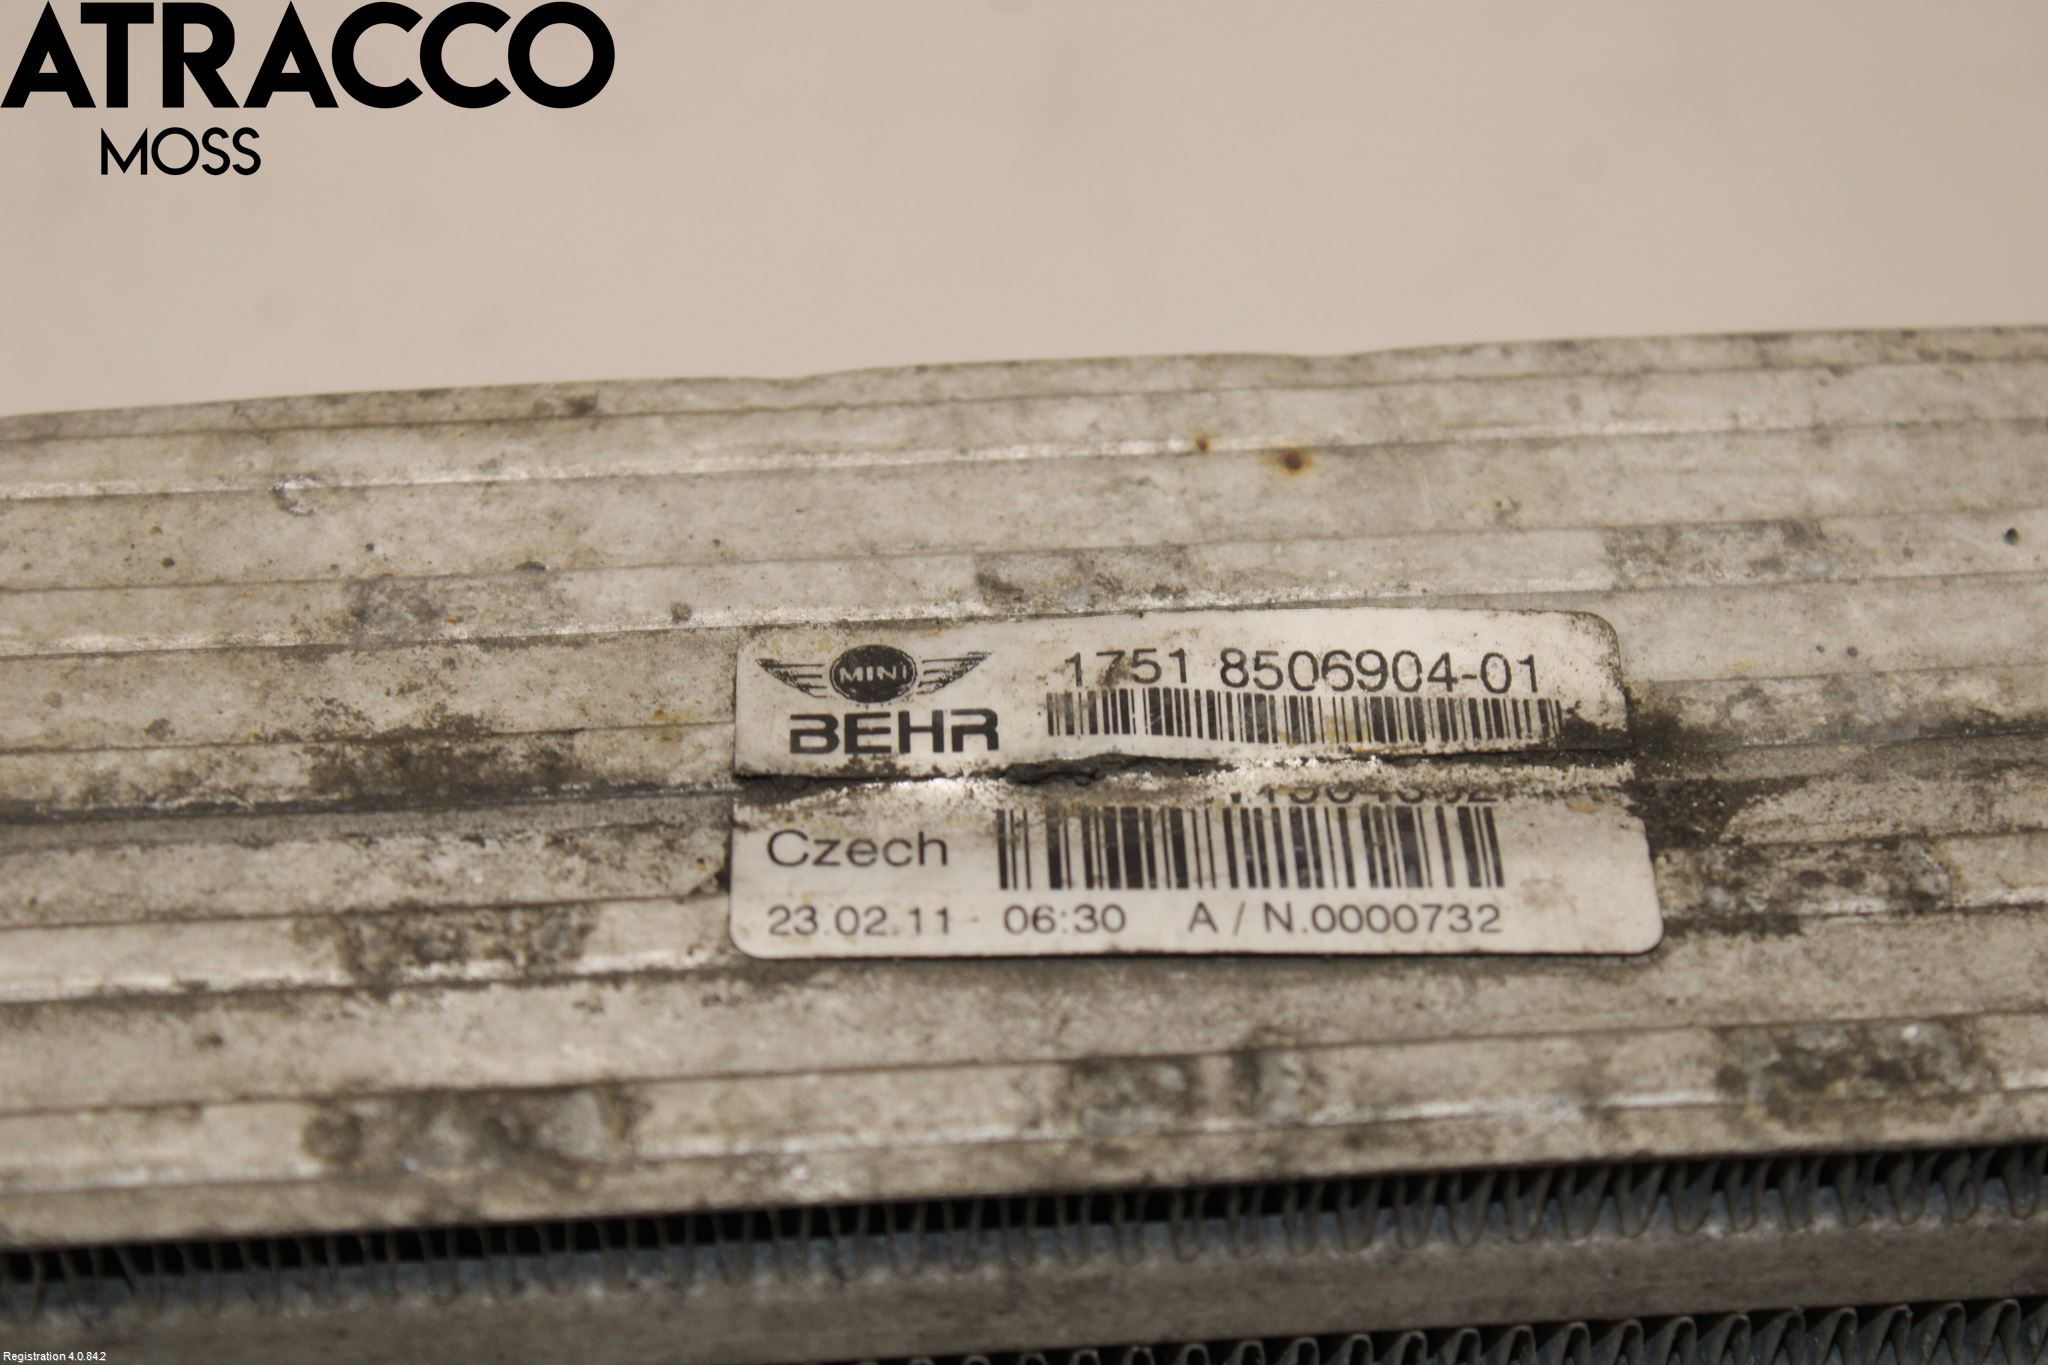 ATRACCO
MOSS
MINI
1751 8506904-01
BEHR
Czech
23.02.11 - 06:30 A / N.0000732
Registration 4.0.84.2